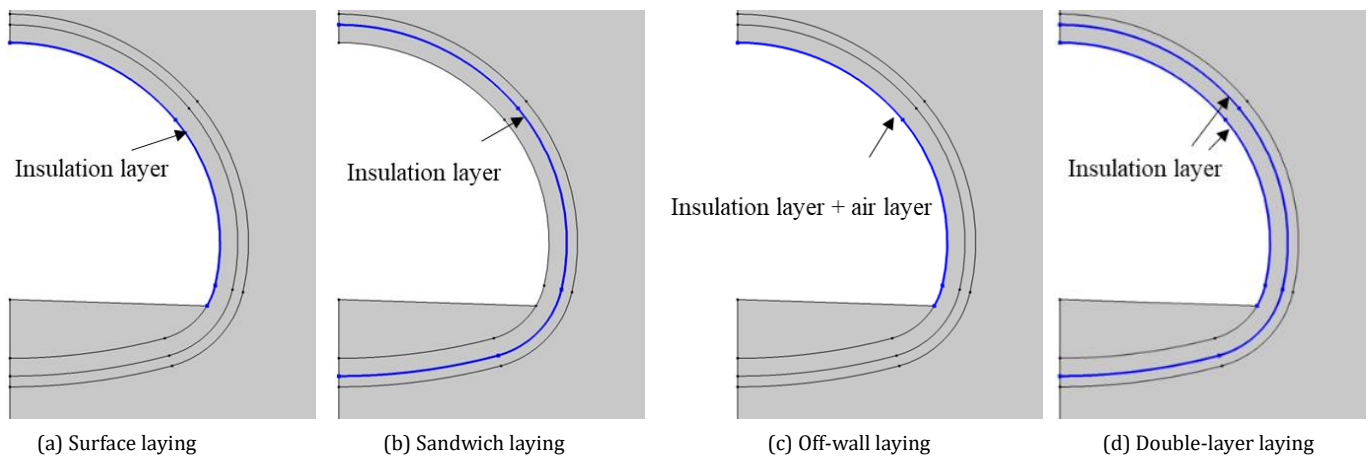 Insulation layer
Insulation layer
Insulation layer + air layer
Insulation layer
(a) Surface laying
(b) Sandwich laying
(c) Off-wall laying
(d) Double-layer laying